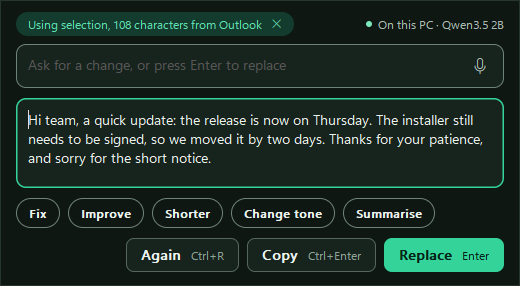 Using selection, 108 characters from Outlook
On this PC · Qwen3.5 2B
Ask for a change, or press Enter to replace
Hi team, a quick update: the release is now on Thursday. The installer still
needs to be signed, so we moved it by two days. Thanks for your patience,
and sorry for the short notice.
Fix
Improve
Shorter
Change tone
Summarise
Again Ctrl+R
Copy Ctrl+Enter
Replace Enter